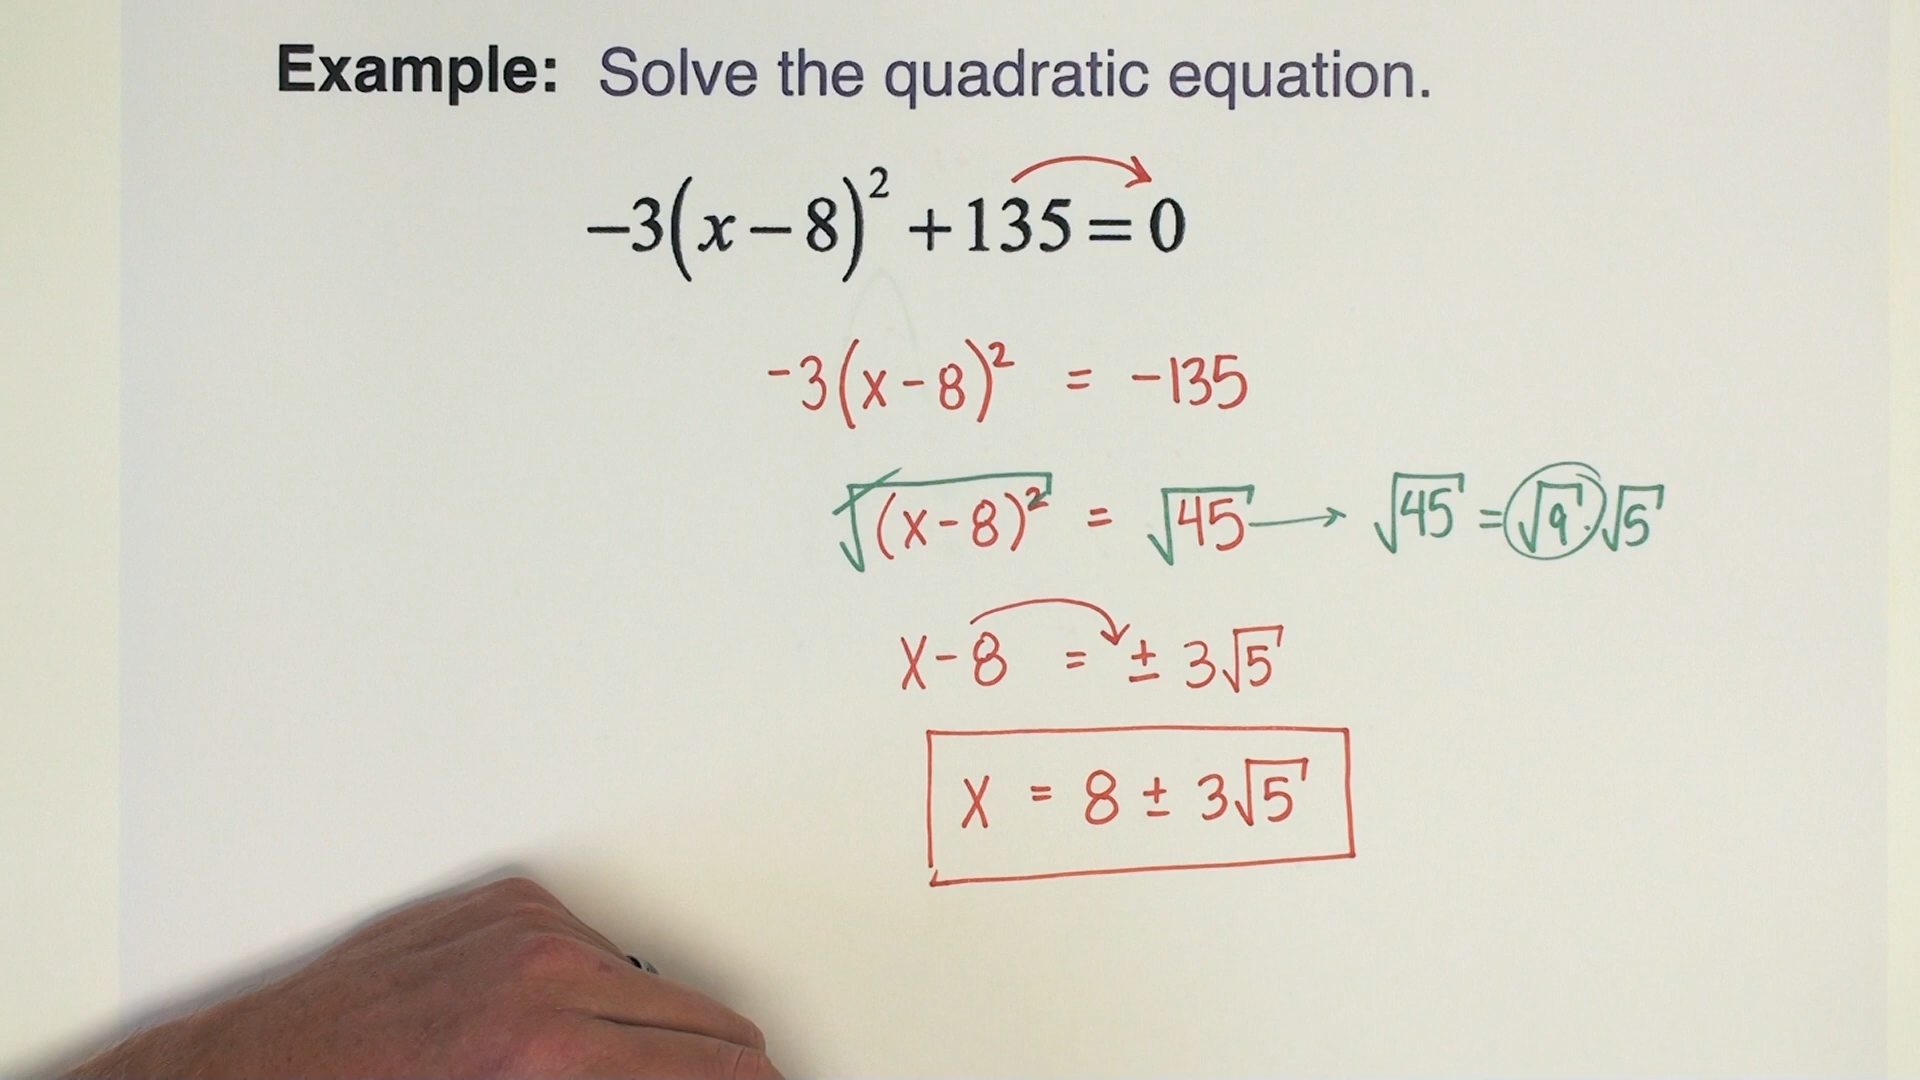 Example: Solve the quadratic equation.
−3(x−8)² +135=0
-3(x-8)² = -135
√(x-8)² = √45 → √45 = √9·√5
x-8 = ± 3√5
x = 8 ± 3√5